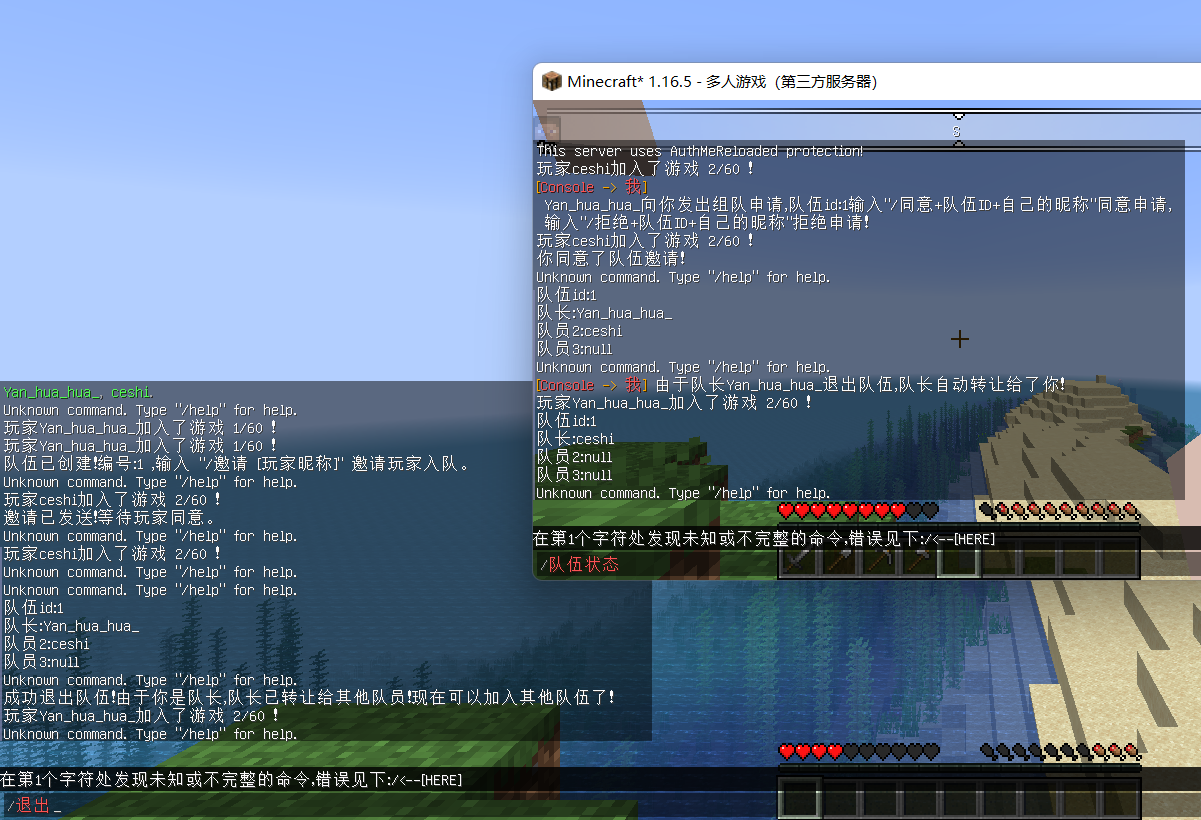 Minecraft* 1.16.5 - 多人游戏（第三方服务器）
S
This server uses AuthMeReloaded protection!
玩家ceshi加入了游戏 2/60 !
[Console -> 我]
Yan_hua_hua_向你发出组队申请,队伍id:1输入"/同意+队伍ID+自己的昵称"同意申请,
输入"/拒绝+队伍ID+自己的昵称"拒绝申请!
玩家ceshi加入了游戏 2/60 !
你同意了队伍邀请!
Unknown command. Type "/help" for help.
队伍id:1
队长:Yan_hua_hua_
队员2:ceshi
队员3:null
Unknown command. Type "/help" for help.
[Console -> 我] 由于队长Yan_hua_hua_退出队伍,队长自动转让给了你!
玩家Yan_hua_hua_加入了游戏 2/60 !
队伍id:1
队长:ceshi
队员2:null
队员3:null
Unknown command. Type "/help" for help.
在第1个字符处发现未知或不完整的命令,错误见下:/<--[HERE]
/队伍状态
Yan_hua_hua_, ceshi.
Unknown command. Type "/help" for help.
玩家Yan_hua_hua_加入了游戏 1/60 !
玩家Yan_hua_hua_加入了游戏 1/60 !
队伍已创建!编号:1 ,输入 "/邀请 [玩家昵称]" 邀请玩家入队。
Unknown command. Type "/help" for help.
玩家ceshi加入了游戏 2/60 !
邀请已发送!等待玩家同意。
Unknown command. Type "/help" for help.
玩家ceshi加入了游戏 2/60 !
Unknown command. Type "/help" for help.
Unknown command. Type "/help" for help.
队伍id:1
队长:Yan_hua_hua_
队员2:ceshi
队员3:null
Unknown command. Type "/help" for help.
成功退出队伍!由于你是队长,队长已转让给其他队员!现在可以加入其他队伍了!
玩家Yan_hua_hua_加入了游戏 2/60 !
Unknown command. Type "/help" for help.
在第1个字符处发现未知或不完整的命令,错误见下:/<--[HERE]
/退出_